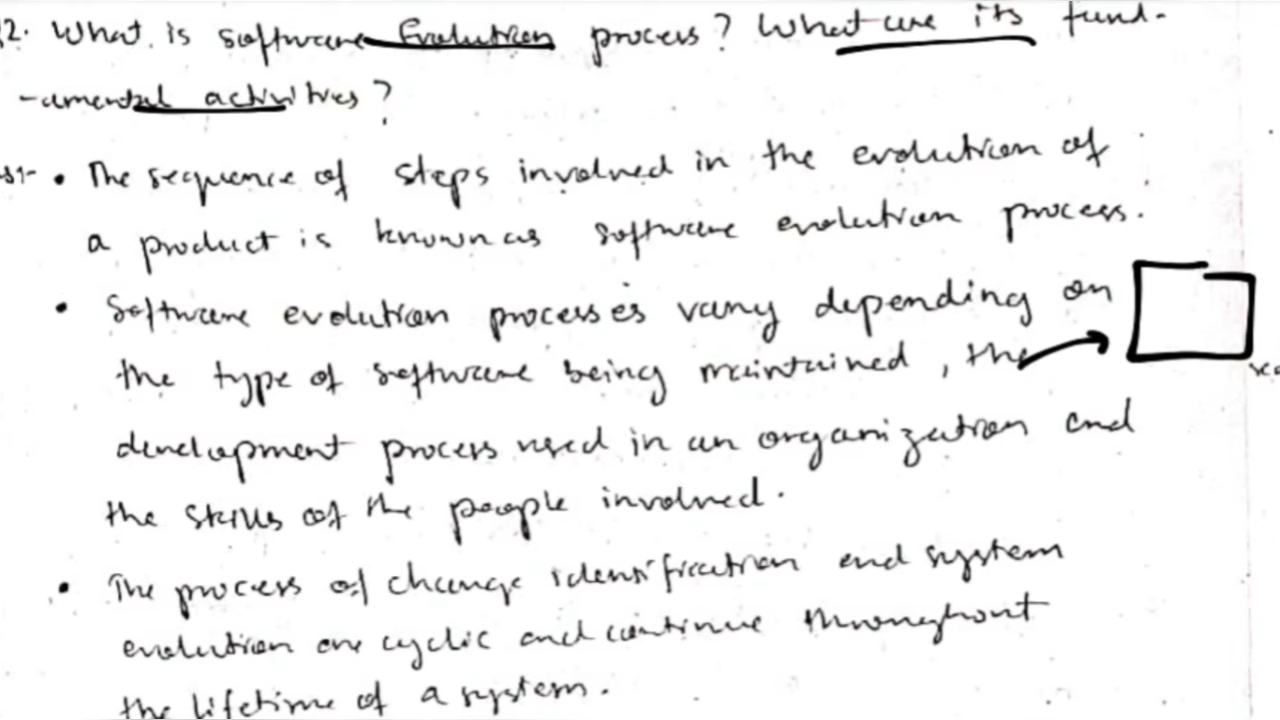 2. What is software Evolution process? What are its fund-
-amental activities?
• The sequence of steps involved in the evolution of
a product is known as software evolution process.
• Software evolution processes vary depending on
the type of software being maintained, the
development process used in an organization and
the skills of the people involved.
• The process of change identification and system
evolution are cyclic and continue throughout
the lifetime of a system.